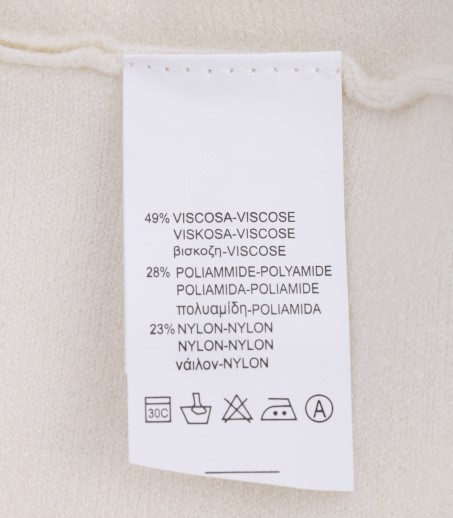 49% VISCOSA-VISCOSE
VISKOSA-VISCOSE
βισκοζη-VISCOSE
28% POLIAMMIDE-POLYAMIDE
POLIAMIDA-POLIAMIDE
πολυαμίδη-POLIAMIDA
23% NYLON-NYLON
NYLON-NYLON
νάιλον-NYLON
30C A